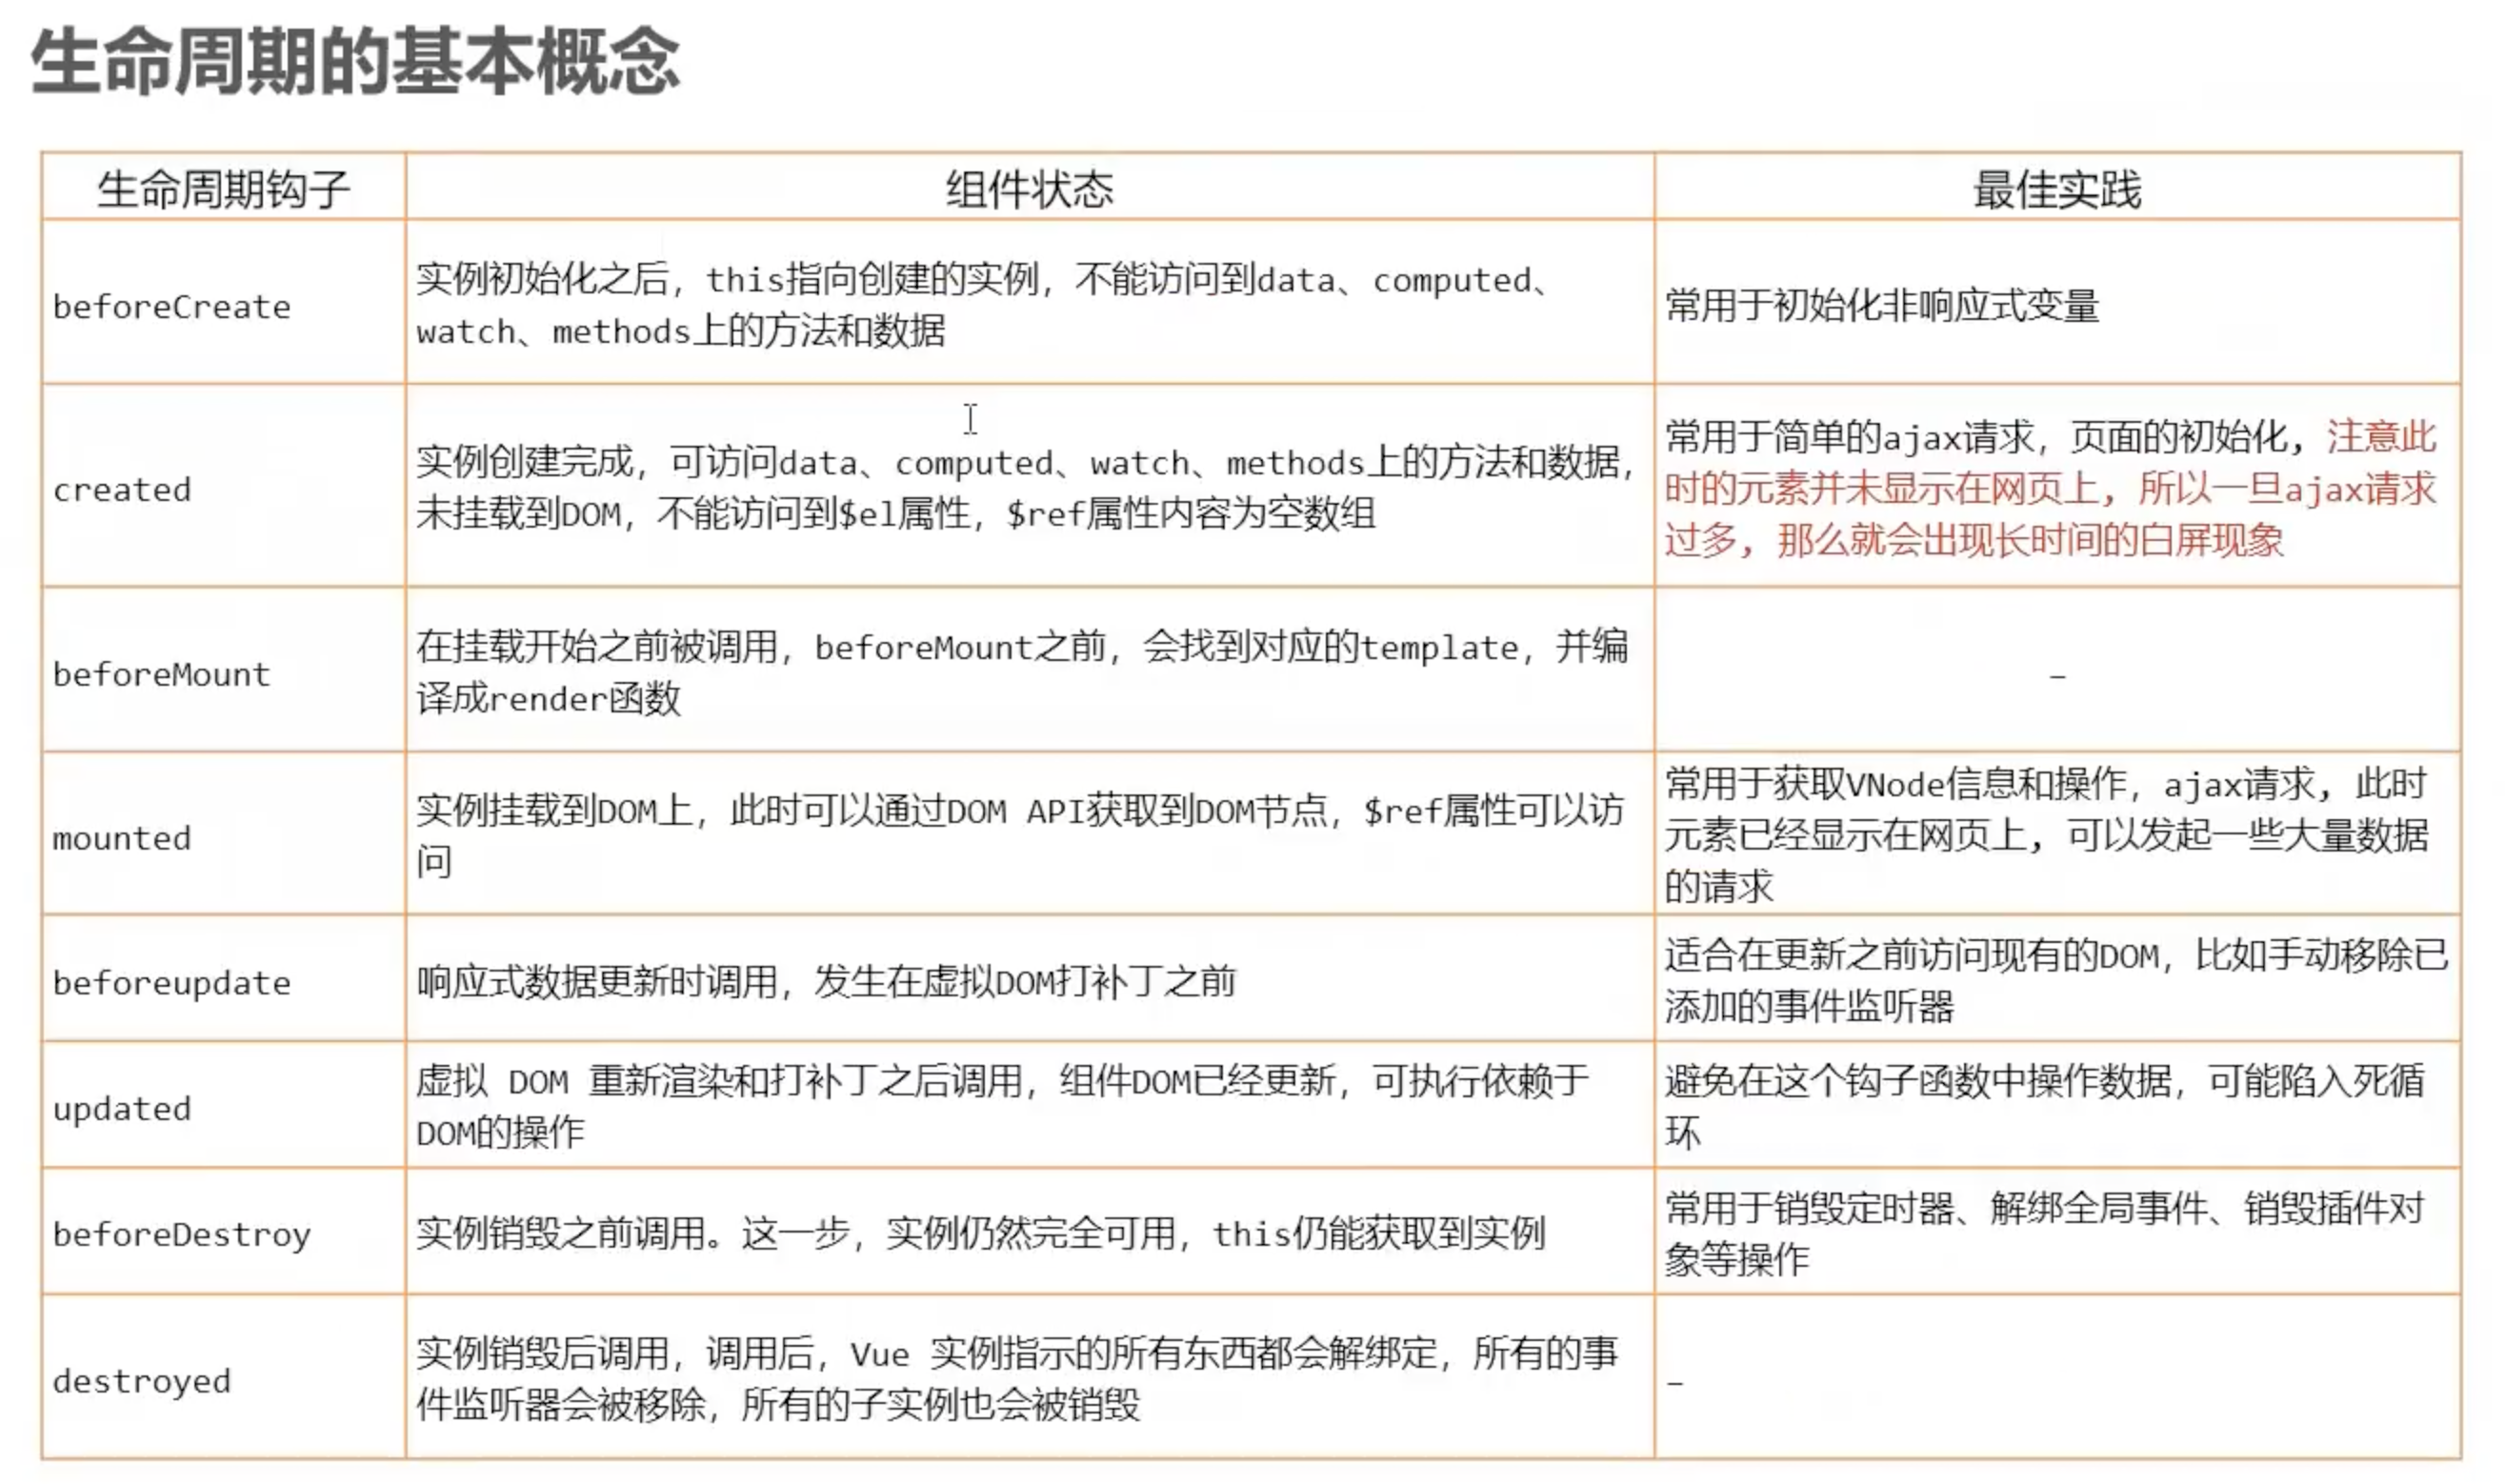 生命周期的基本概念
生命周期钩子
组件状态
最佳实践
beforeCreate
实例初始化之后，this指向创建的实例，不能访问到data、computed、
watch、methods上的方法和数据
常用于初始化非响应式变量
created
实例创建完成，可访问data、computed、watch、methods上的方法和数据，
未挂载到DOM，不能访问到$el属性，$ref属性内容为空数组
常用于简单的ajax请求，页面的初始化，注意此
时的元素并未显示在网页上，所以一旦ajax请求
过多，那么就会出现长时间的白屏现象
beforeMount
在挂载开始之前被调用，beforeMount之前，会找到对应的template，并编
译成render函数
–
mounted
实例挂载到DOM上，此时可以通过DOM API获取到DOM节点，$ref属性可以访
问
常用于获取VNode信息和操作，ajax请求，此时
元素已经显示在网页上，可以发起一些大量数据
的请求
beforeupdate
响应式数据更新时调用，发生在虚拟DOM打补丁之前
适合在更新之前访问现有的DOM，比如手动移除已
添加的事件监听器
updated
虚拟 DOM 重新渲染和打补丁之后调用，组件DOM已经更新，可执行依赖于
DOM的操作
避免在这个钩子函数中操作数据，可能陷入死循
环
beforeDestroy
实例销毁之前调用。这一步，实例仍然完全可用，this仍能获取到实例
常用于销毁定时器、解绑全局事件、销毁插件对
象等操作
destroyed
实例销毁后调用，调用后，Vue 实例指示的所有东西都会解绑定，所有的事
件监听器会被移除，所有的子实例也会被销毁
–